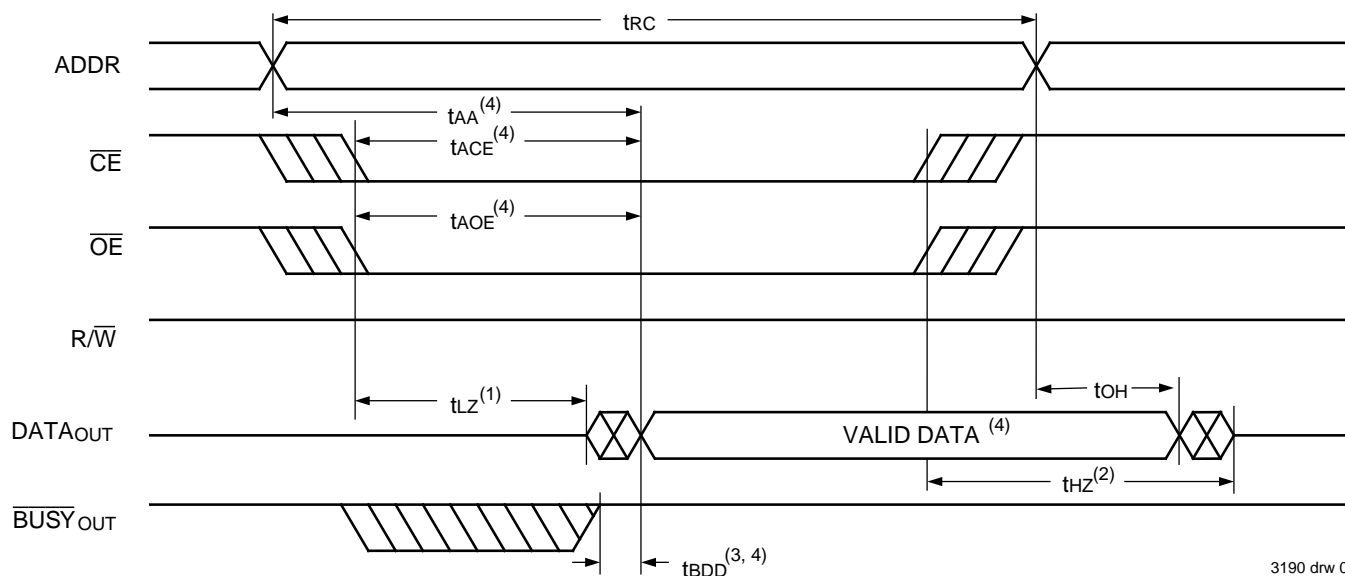 tRC
ADDR
tAA(4)
tACE(4)
CE
tAOE(4)
OE
R/W
tLZ(1)
tOH
DATAOUT
VALID DATA (4)
tHZ(2)
BUSYOUT
tBDD(3, 4)
3190 drw 0